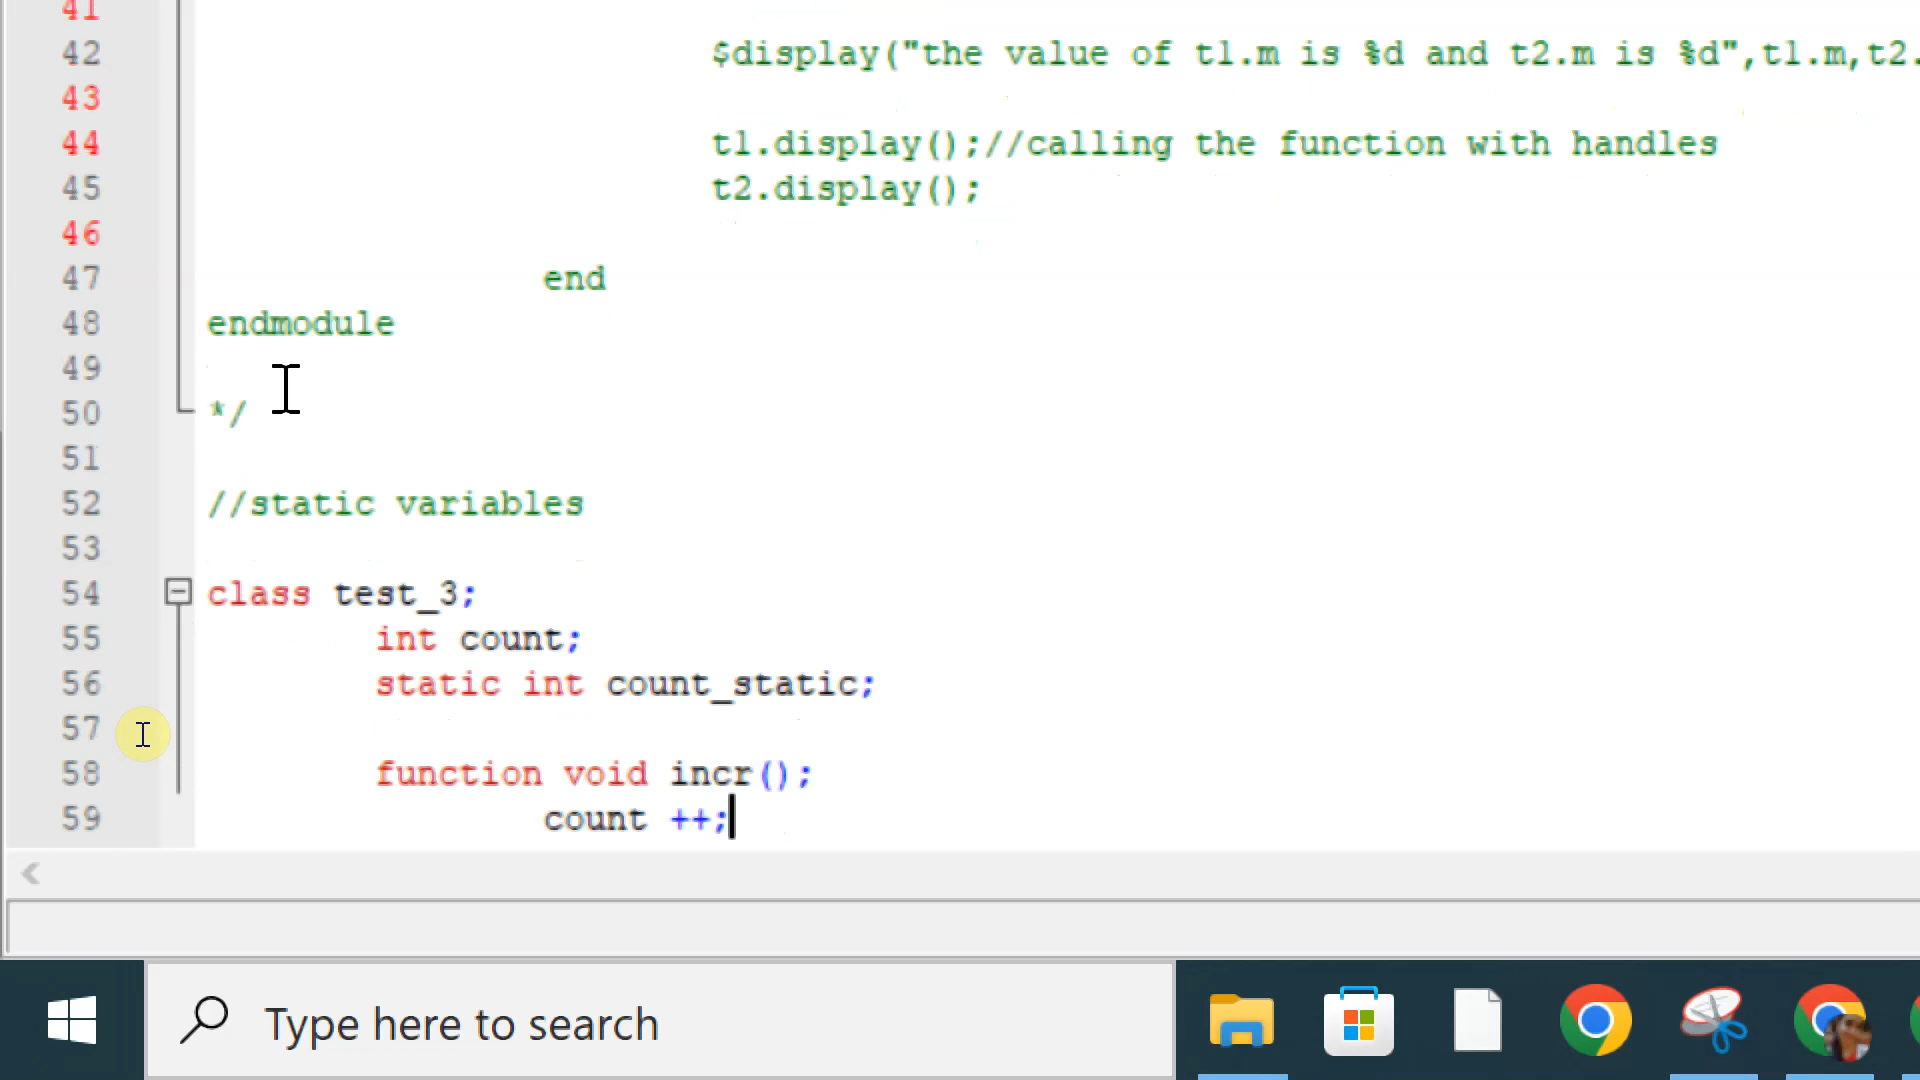 41
42 $display("the value of t1.m is %d and t2.m is %d",t1.m,t2.
43
44 t1.display();//calling the function with handles
45 t2.display();
46
47 end
48 endmodule
49
50 */
51
52 //static variables
53
54 class test_3;
55 int count;
56 static int count_static;
57
58 function void incr();
59 count ++;
Type here to search